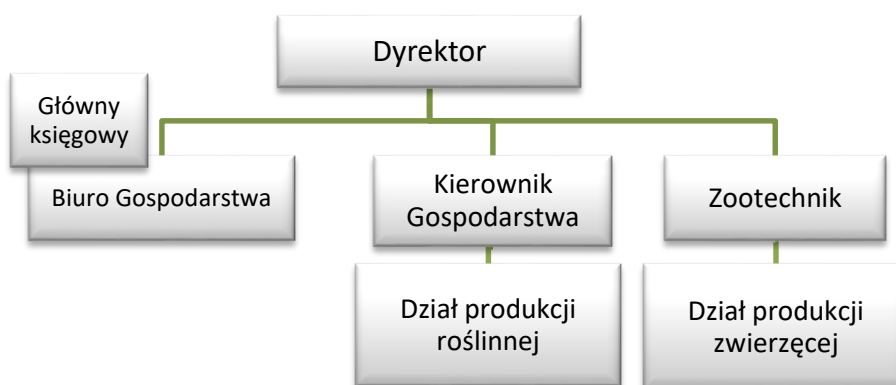 Dyrektor
Główny
księgowy
Biuro Gospodarstwa
Kierownik
Gospodarstwa
Zootechnik
Dział produkcji
roślinnej
Dział produkcji
zwierzęcej